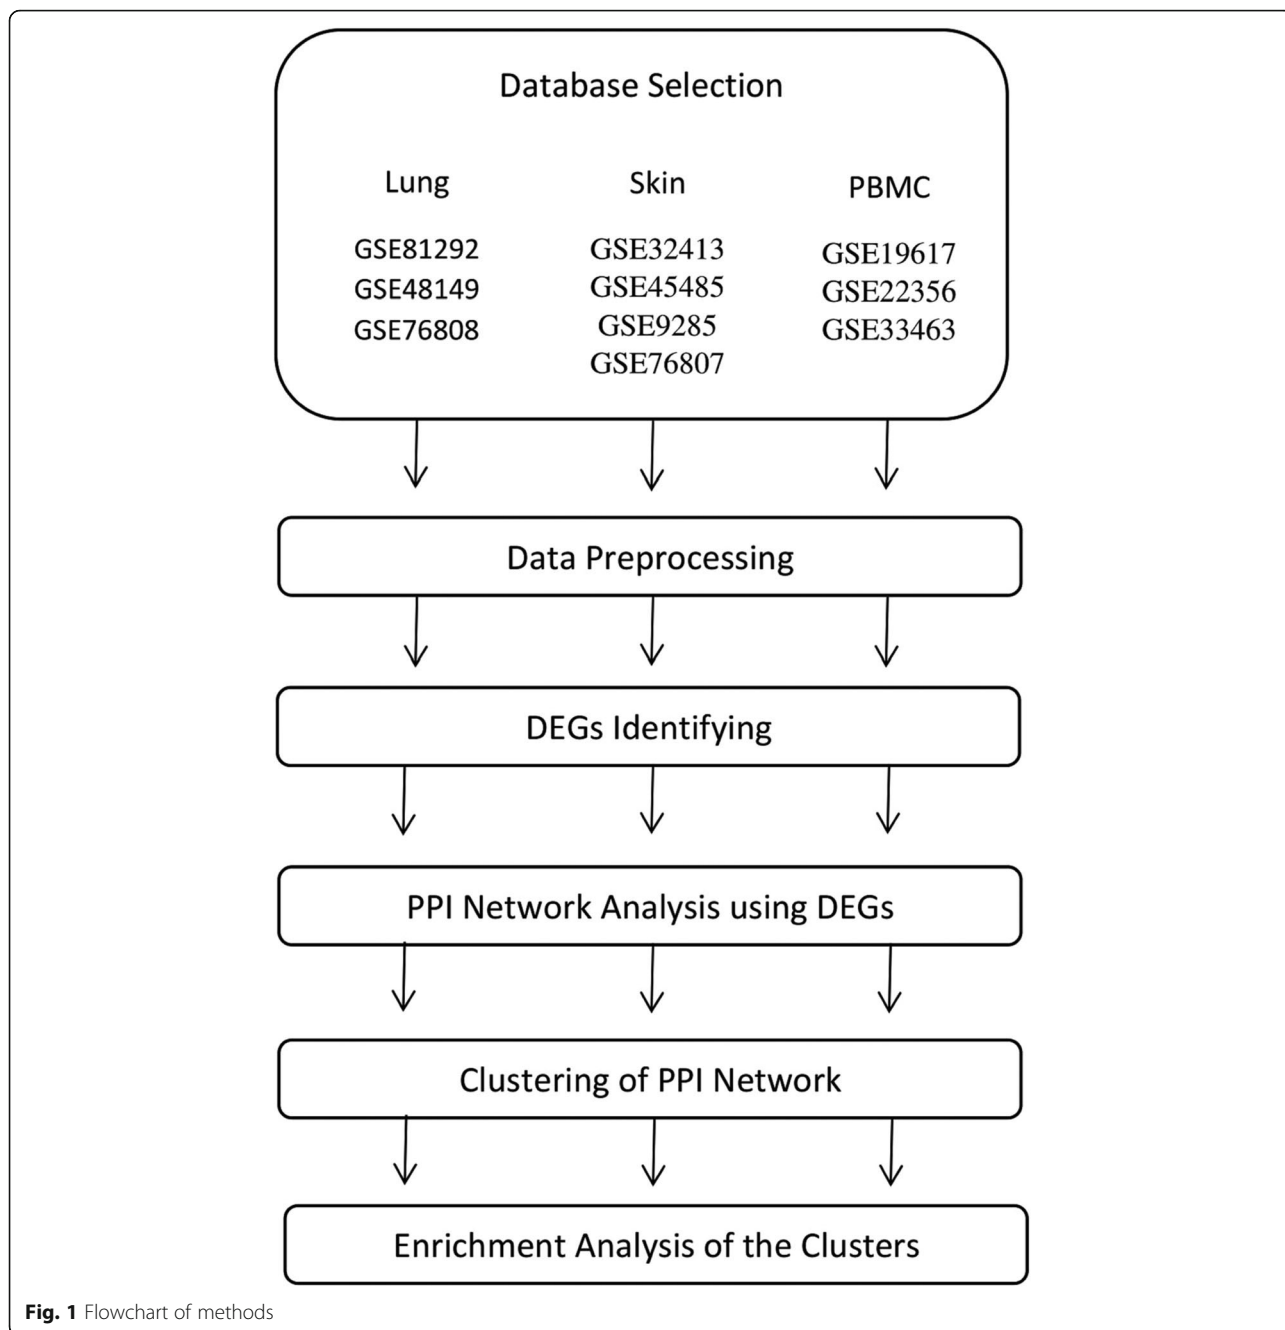 Database Selection
Lung
GSE81292
GSE48149
GSE76808
Skin
GSE32413
GSE45485
GSE9285
GSE76807
PBMC
GSE19617
GSE22356
GSE33463
Data Preprocessing
DEGs Identifying
PPI Network Analysis using DEGs
Clustering of PPI Network
Enrichment Analysis of the Clusters
Fig. 1 Flowchart of methods